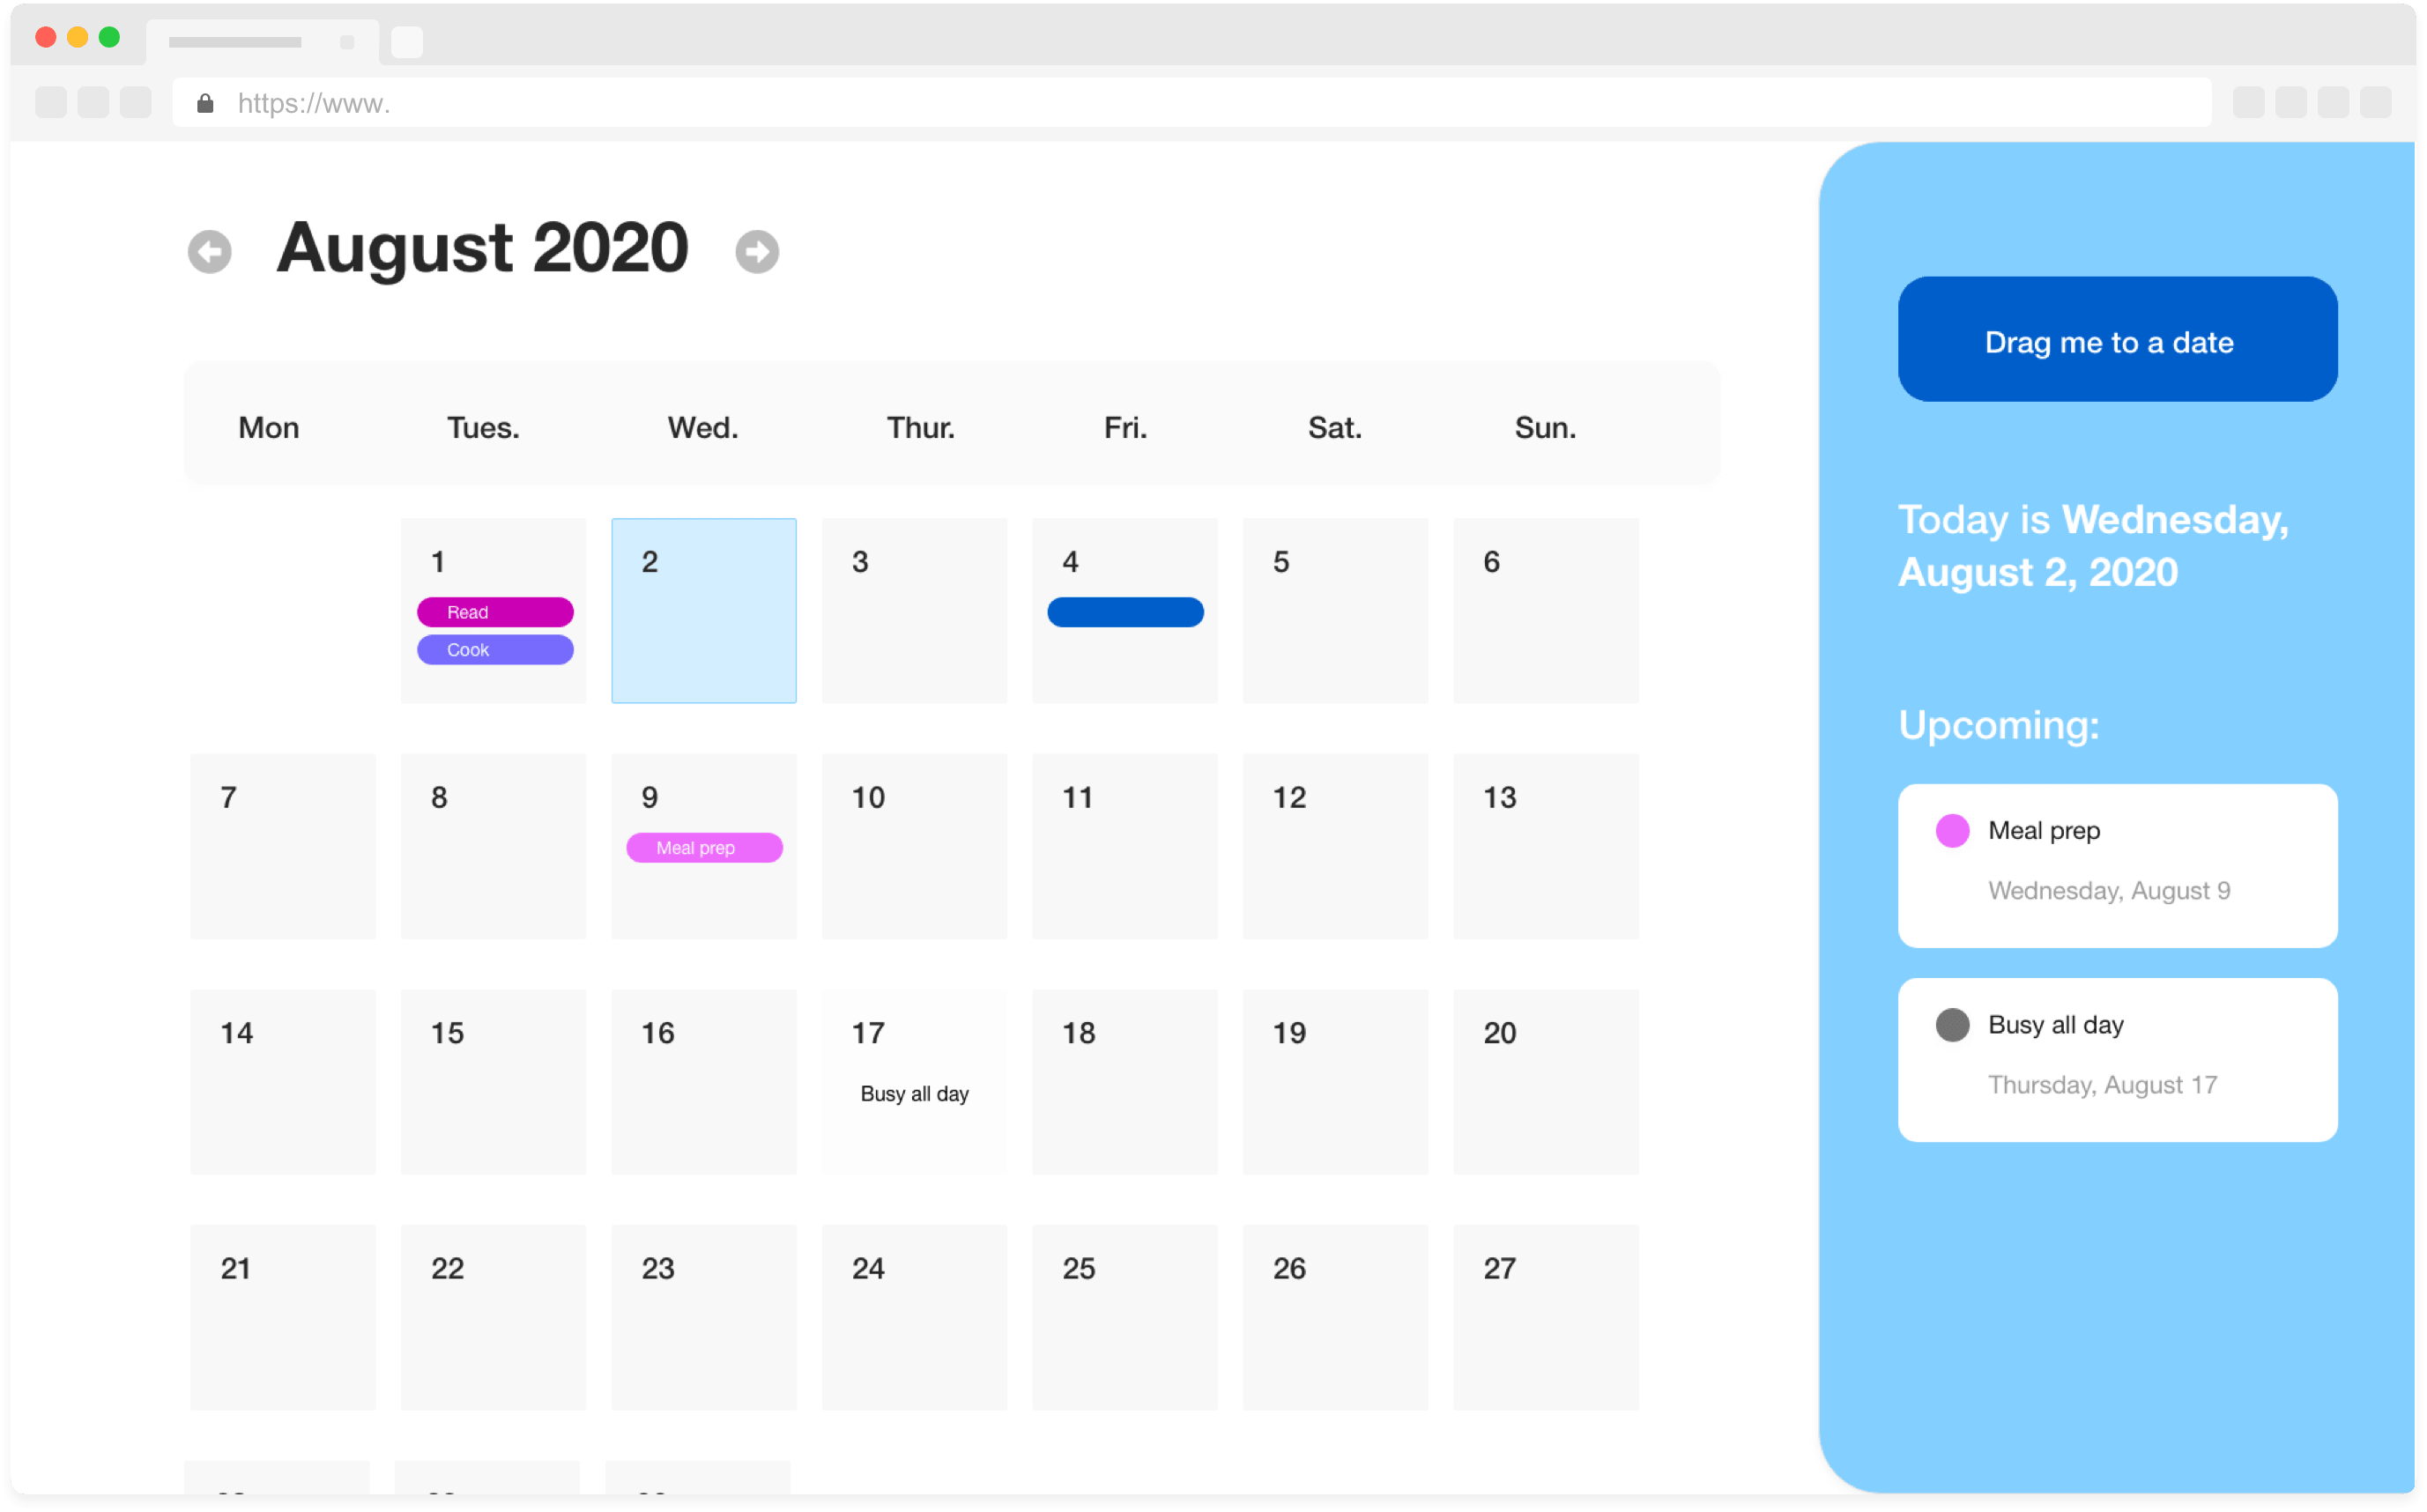 https://www.
August 2020
Mon Tues. Wed. Thur. Fri. Sat. Sun.
1 2 3 4 5 6
Read
Cook
7 8 9 10 11 12 13
Meal prep
14 15 16 17 18 19 20
Busy all day
21 22 23 24 25 26 27
Drag me to a date
Today is Wednesday,
August 2, 2020
Upcoming:
Meal prep
Wednesday, August 9
Busy all day
Thursday, August 17